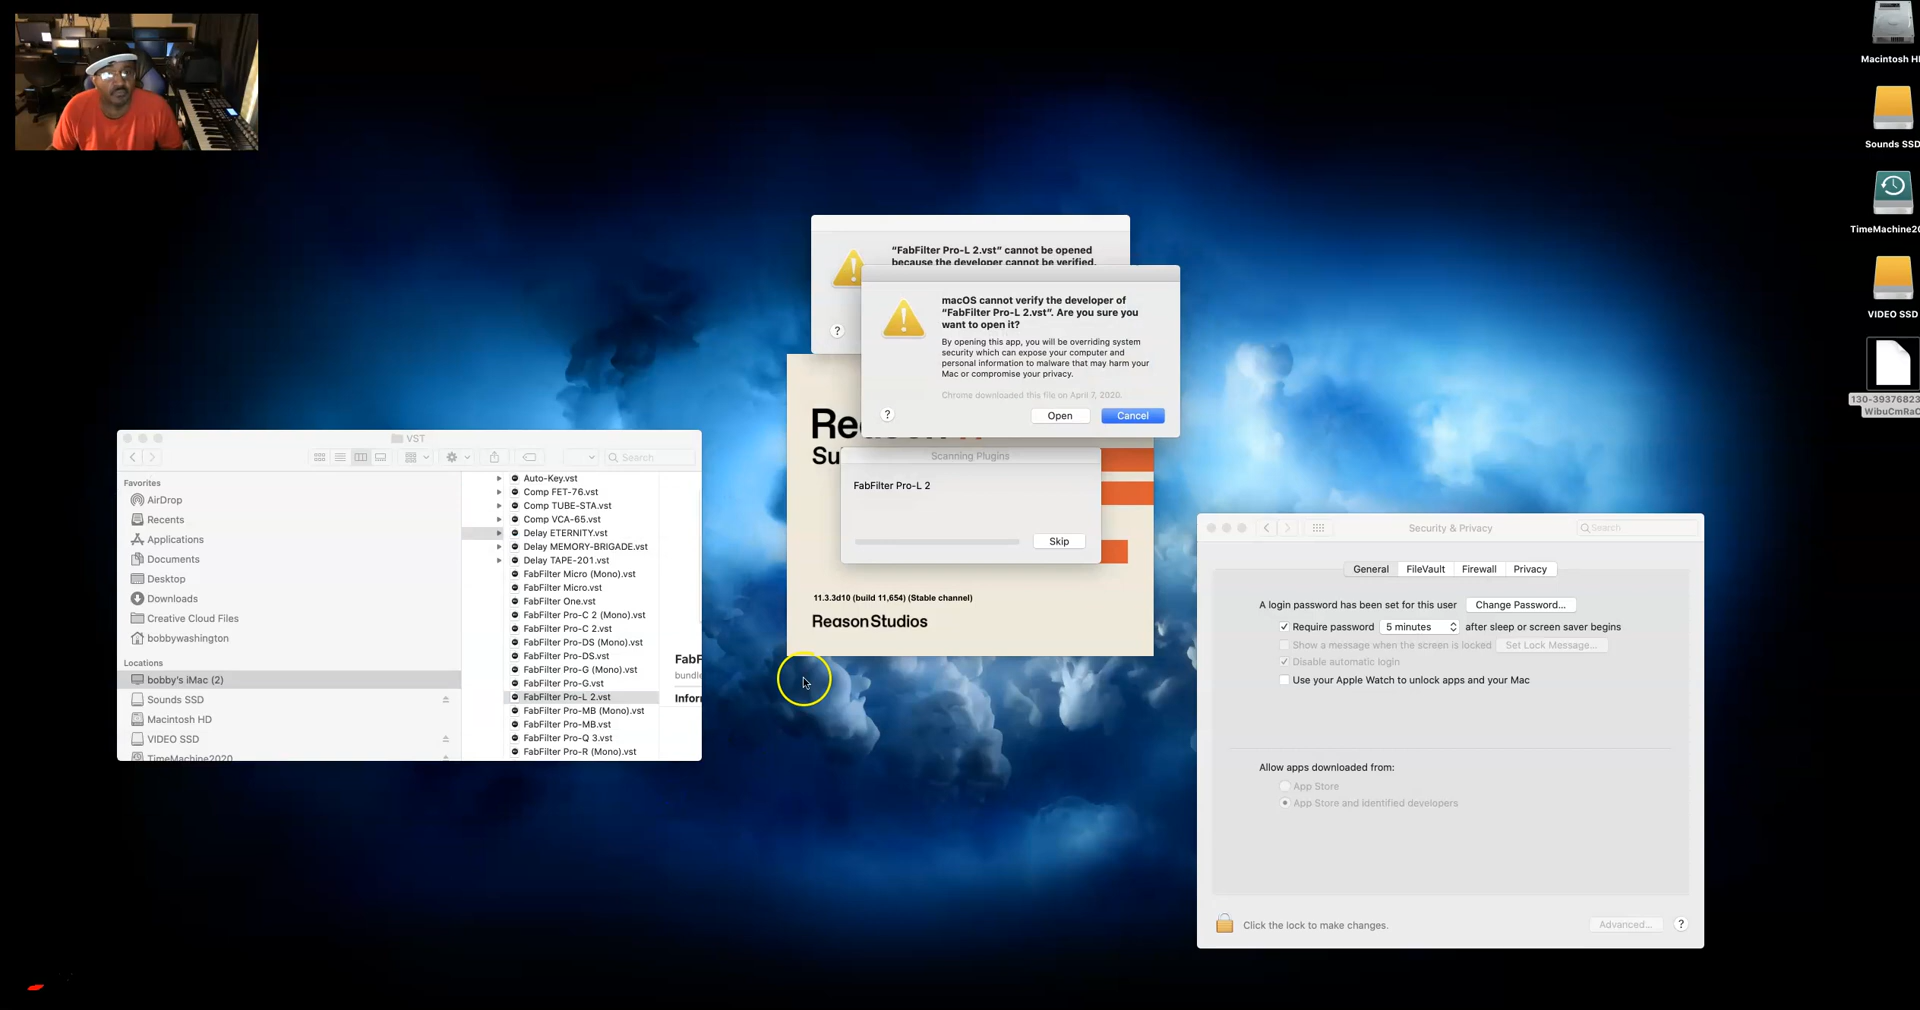 Macintosh H
Sounds SSD
TimeMachine20
VIDEO SSD
130-39376823
WibuCmRaC
“FabFilter Pro-L 2.vst” cannot be opened
because the developer cannot be verified.
?
macOS cannot verify the developer of
“FabFilter Pro-L 2.vst”. Are you sure you
want to open it?
By opening this app, you will be overriding system
security which can expose your computer and
personal information to malware that may harm your
Mac or compromise your privacy.
Chrome downloaded this file on April 7, 2020.
?
Open
Cancel
Re
Su
Scanning Plugins
FabFilter Pro-L 2
Skip
11.3.3d10 (build 11,654) (Stable channel)
ReasonStudios
VST
Search
Favorites
AirDrop
Recents
Applications
Documents
Desktop
Downloads
Creative Cloud Files
bobbywashington
Locations
bobby's iMac (2)
Sounds SSD
Macintosh HD
VIDEO SSD
TimeMachine2020
Auto-Key.vst
Comp FET-76.vst
Comp TUBE-STA.vst
Comp VCA-65.vst
Delay ETERNITY.vst
Delay MEMORY-BRIGADE.vst
Delay TAPE-201.vst
FabFilter Micro (Mono).vst
FabFilter Micro.vst
FabFilter One.vst
FabFilter Pro-C 2 (Mono).vst
FabFilter Pro-C 2.vst
FabFilter Pro-DS (Mono).vst
FabFilter Pro-DS.vst
FabFilter Pro-G (Mono).vst
FabFilter Pro-G.vst
FabFilter Pro-L 2.vst
FabFilter Pro-MB (Mono).vst
FabFilter Pro-MB.vst
FabFilter Pro-Q 3.vst
FabFilter Pro-R (Mono).vst
FabF
bundle
Infor
Security & Privacy
Search
General
FileVault
Firewall
Privacy
A login password has been set for this user
Change Password...
Require password
5 minutes
after sleep or screen saver begins
Show a message when the screen is locked
Set Lock Message...
Disable automatic login
Use your Apple Watch to unlock apps and your Mac
Allow apps downloaded from:
App Store
App Store and identified developers
Click the lock to make changes.
Advanced...
?